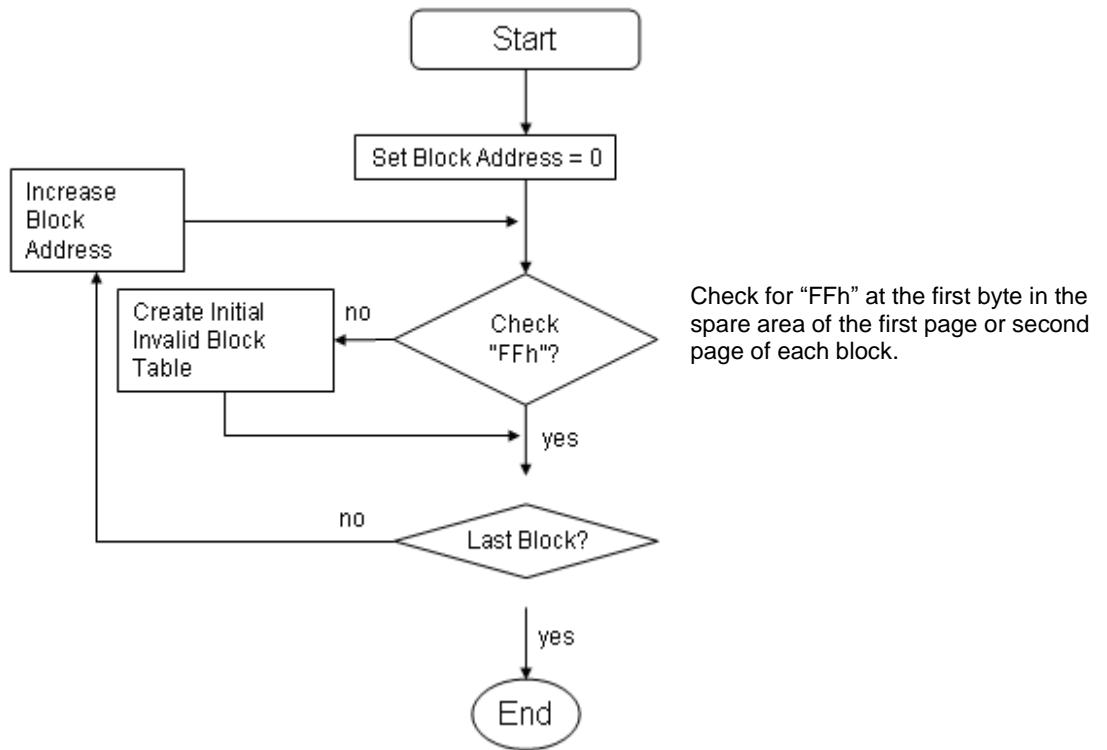 Start
Set Block Address = 0
Increase
Block
Address
Create Initial
Invalid Block
Table
no
Check
"FFh"?
Check for “FFh” at the first byte in the
spare area of the first page or second
page of each block.
yes
no
Last Block?
yes
End